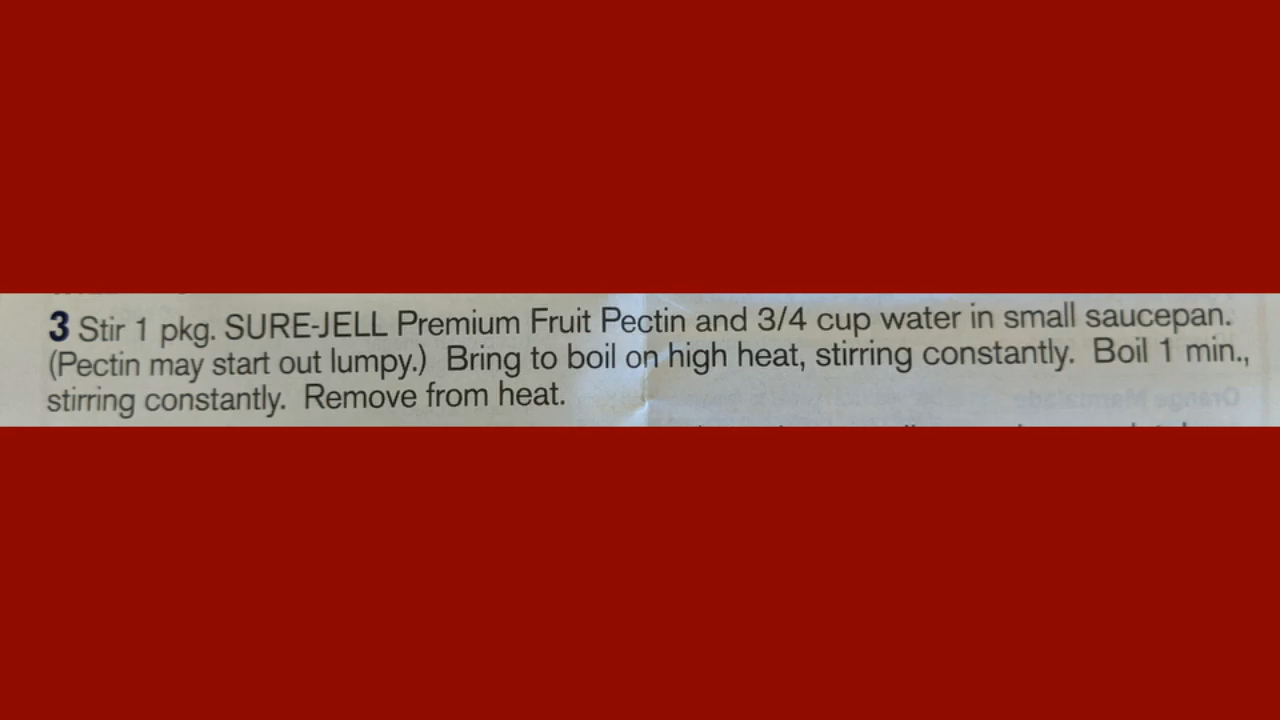 3 Stir 1 pkg. SURE-JELL Premium Fruit Pectin and 3/4 cup water in small saucepan.
(Pectin may start out lumpy.)  Bring to boil on high heat, stirring constantly.  Boil 1 min.,
stirring constantly.  Remove from heat.
Orange Marmalade